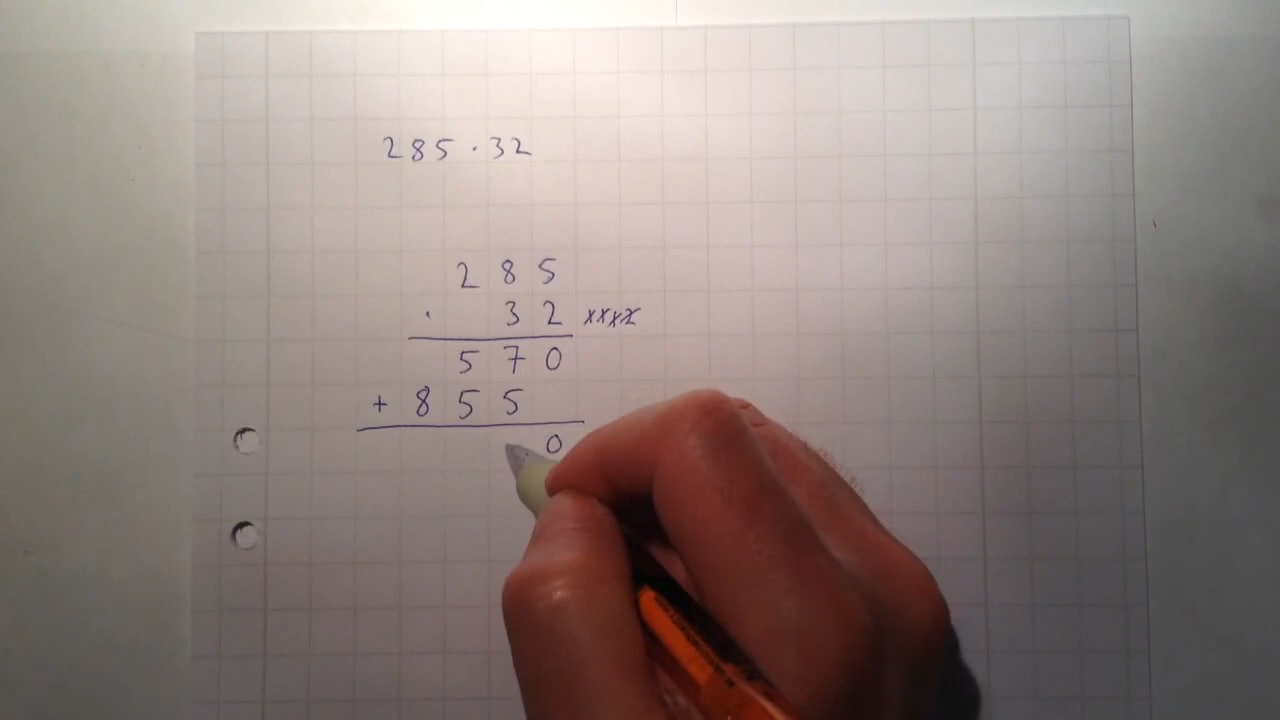 285 · 32
2 8 5
· 3 2 xxxx
5 7 0
+ 8 5 5
0